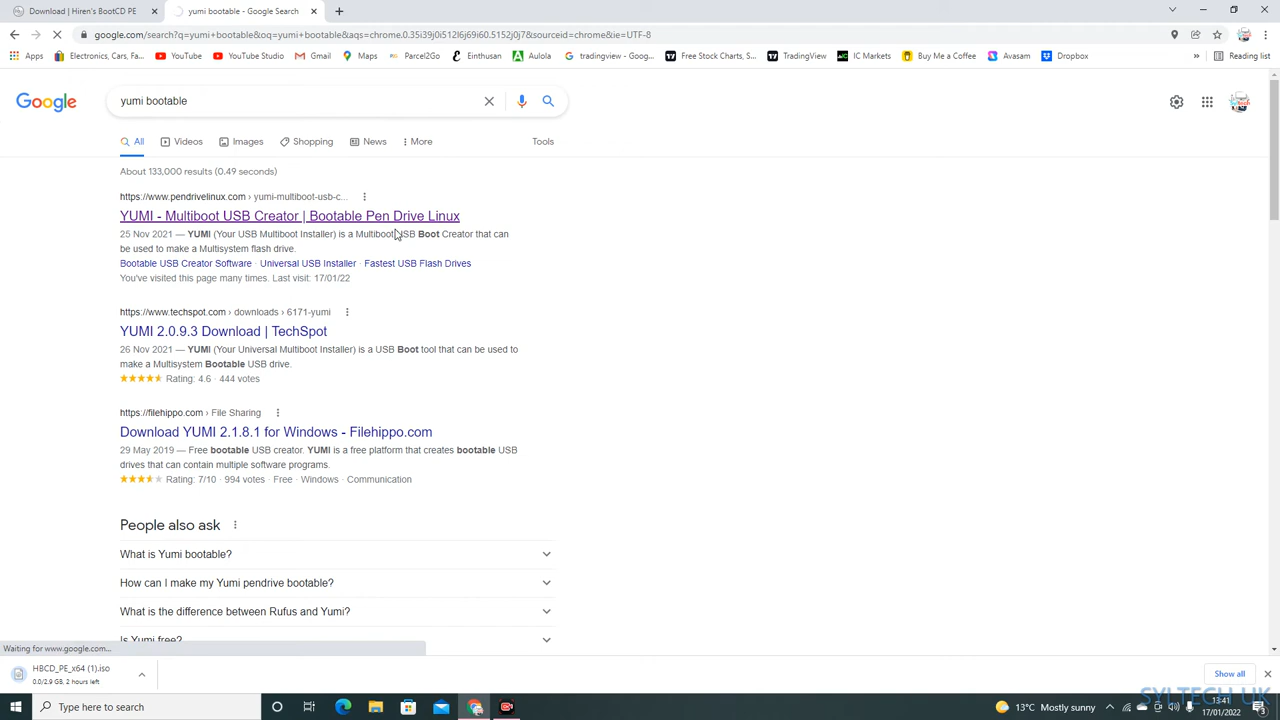 Download | Hiren's BootCD PE
yumi bootable - Google Search
google.com/search?q=yumi+bootable&oq=yumi+bootable&aqs=chrome.0.35i39j0i512l6j69i60.5152j0j7&sourceid=chrome&ie=UTF-8
Apps
Electronics, Cars, Fa...
YouTube
YouTube Studio
Gmail
Maps
Parcel2Go
Einthusan
Aulola
tradingview - Goog...
Free Stock Charts, S...
TradingView
IC Markets
Buy Me a Coffee
Avasam
Dropbox
Reading list
Google
yumi bootable
All
Videos
Images
Shopping
News
More
Tools
About 133,000 results (0.49 seconds)
https://www.pendrivelinux.com › yumi-multiboot-usb-c...
YUMI - Multiboot USB Creator | Bootable Pen Drive Linux
25 Nov 2021 — YUMI (Your USB Multiboot Installer) is a Multiboot USB Boot Creator that can
be used to make a Multisystem flash drive.
Bootable USB Creator Software · Universal USB Installer · Fastest USB Flash Drives
You've visited this page many times. Last visit: 17/01/22
https://www.techspot.com › downloads › 6171-yumi
YUMI 2.0.9.3 Download | TechSpot
26 Nov 2021 — YUMI (Your Universal Multiboot Installer) is a USB Boot tool that can be used to
make a Multisystem Bootable USB drive.
Rating: 4.6 · 444 votes
https://filehippo.com › File Sharing
Download YUMI 2.1.8.1 for Windows - Filehippo.com
29 May 2019 — Free bootable USB creator. YUMI is a free platform that creates bootable USB
drives that can contain multiple software programs.
Rating: 7/10 · 994 votes · Free · Windows · Communication
People also ask
What is Yumi bootable?
How can I make my Yumi pendrive bootable?
What is the difference between Rufus and Yumi?
Is Yumi free?
Waiting for www.google.com...
HBCD_PE_x64 (1).iso
0.0/2.9 GB, 2 hours left
Show all
SYLTECH UK
Type here to search
13°C Mostly sunny
13:41
17/01/2022
3